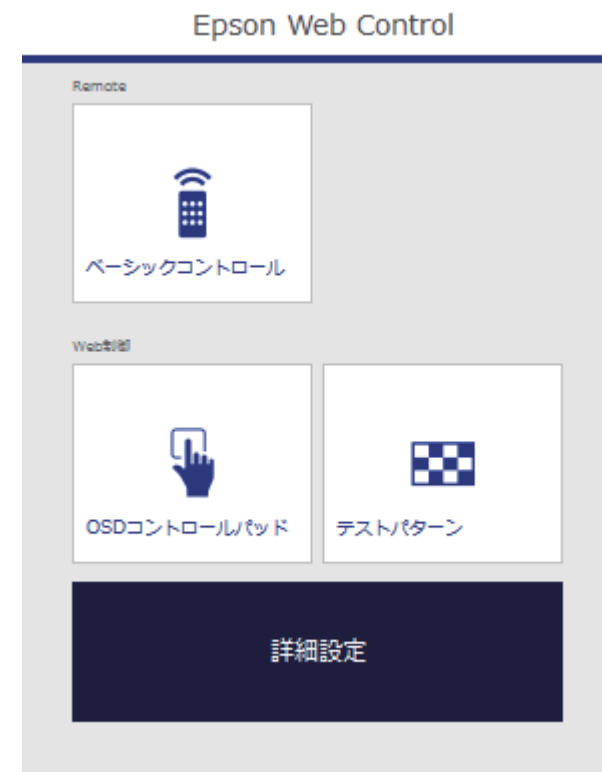 Epson Web Control
Remote
ベーシックコントロール
Web制御
OSDコントロールパッド
テストパターン
詳細設定